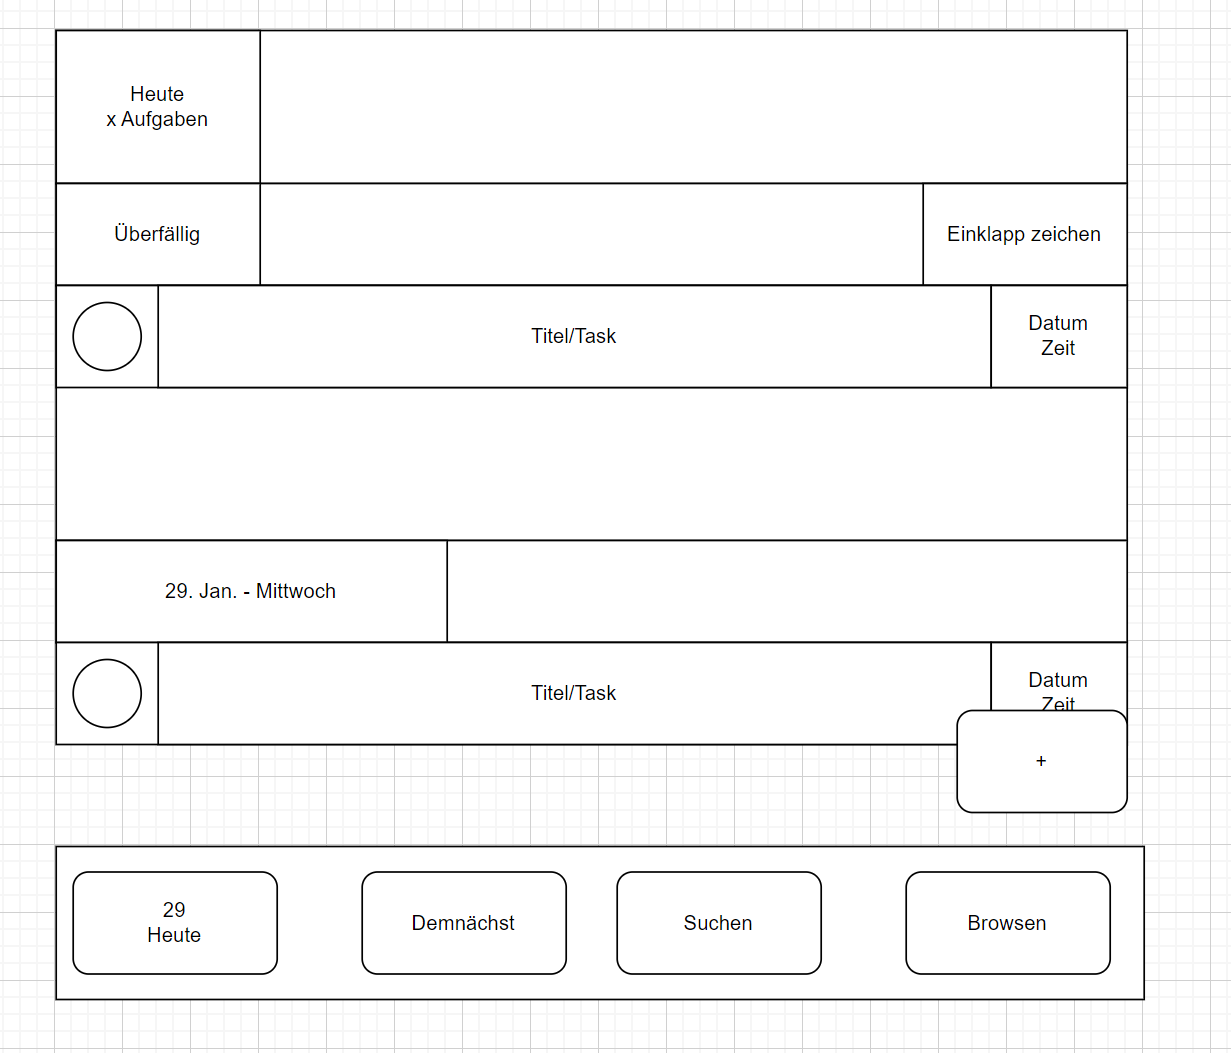 Heute
x Aufgaben
Überfällig
Einklapp zeichen
Titel/Task
Datum
Zeit
29. Jan. - Mittwoch
Titel/Task
Datum
Zeit
+
29
Heute
Demnächst
Suchen
Browsen